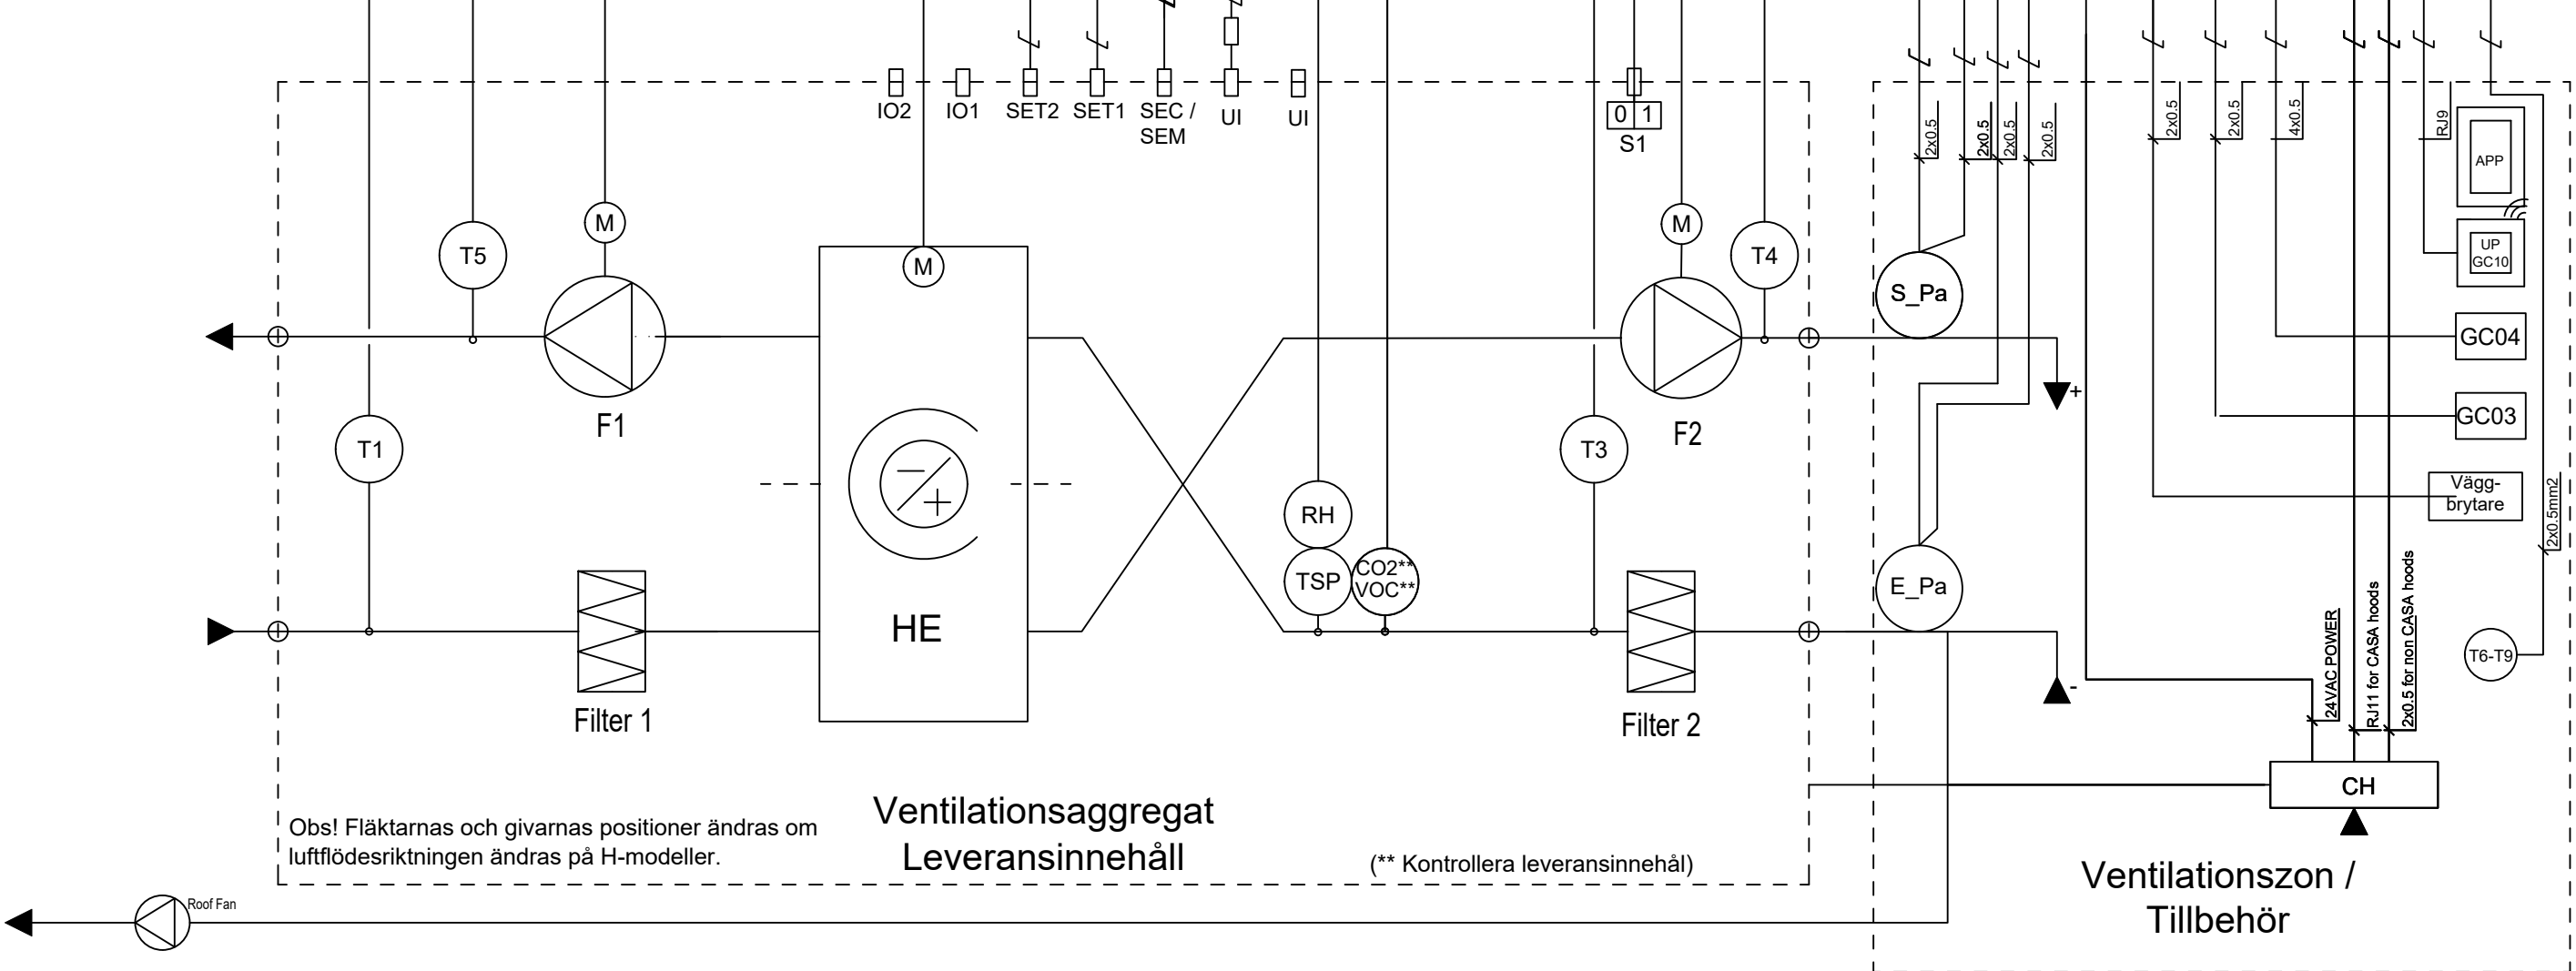 IO2
IO1
SET2
SET1
SEC /
SEM
UI
UI
0 1
S1
2x0.5
2x0.5
2x0.5
2x0.5
2x0.5
2x0.5
4x0.5
RJ9
APP
UP
GC10
M
T5
M
M
T4
S_Pa
GC04
+
GC03
F1
F2
T1
T3
Vägg-
brytare
2x0.5mm2
RH
TSP
CO2**
VOC**
E_Pa
HE
T6-T9
24VAC POWER
RJ11 for CASA hoods
2x0.5 for non CASA hoods
-
Filter 1
Filter 2
CH
Ventilationsaggregat
Leveransinnehåll
Obs! Fläktarnas och givarnas positioner ändras om
luftflödesriktningen ändras på H-modeller.
(** Kontrollera leveransinnehål)
Ventilationszon /
Tillbehör
Roof Fan